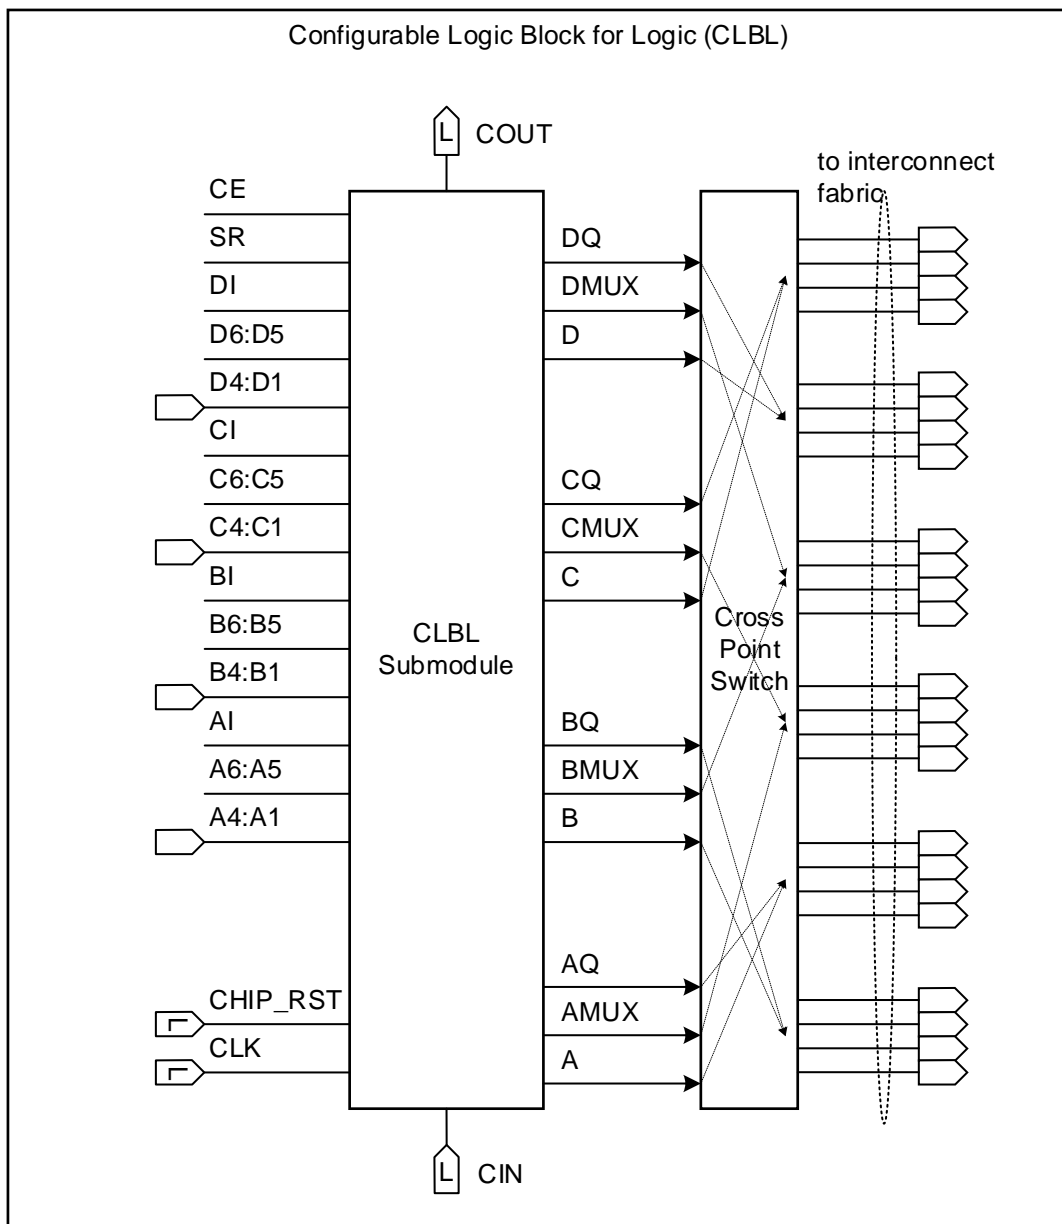 Configurable Logic Block for Logic (CLBL)
L
COUT
to interconnect
fabric
CE
SR
DI
D6:D5
D4:D1
CI
C6:C5
C4:C1
BI
B6:B5
B4:B1
AI
A6:A5
A4:A1
CHIP_RST
L
CLK
L
CLBL
Submodule
DQ
DMUX
D
CQ
CMUX
C
BQ
BMUX
B
AQ
AMUX
A
Cross
Point
Switch
L
CIN